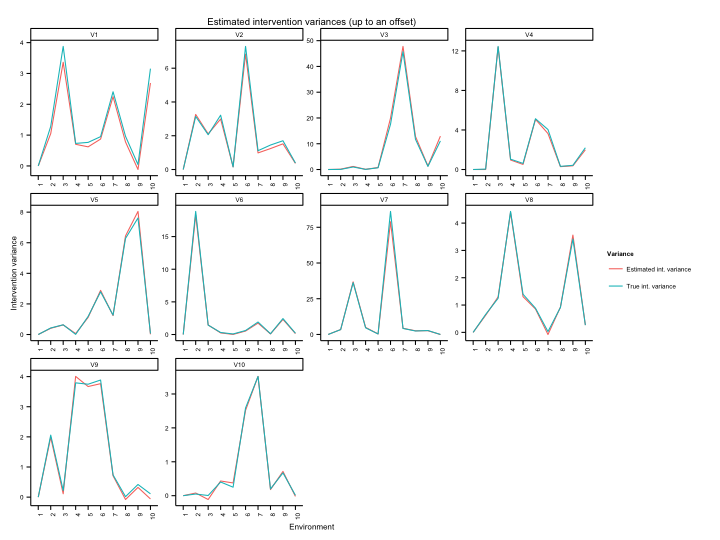 Estimated intervention variances (up to an offset)
V1 V2 V3 V4
4 3 2 1 0
6 4 2 0
50 40 30 20 10 0
12 8 4 0
1 2 3 4 5 6 7 8 9 10 1 2 3 4 5 6 7 8 9 10 1 2 3 4 5 6 7 8 9 10 1 2 3 4 5 6 7 8 9 10
V5 V6 V7 V8
8 6 4 2 0
15 10 5 0
75 50 25 0
4 3 2 1 0
1 2 3 4 5 6 7 8 9 10 1 2 3 4 5 6 7 8 9 10 1 2 3 4 5 6 7 8 9 10 1 2 3 4 5 6 7 8 9 10
V9 V10
4 3 2 1 0
3 2 1 0
1 2 3 4 5 6 7 8 9 10 1 2 3 4 5 6 7 8 9 10
Intervention variance
Environment
Variance
Estimated int. variance
True int. variance